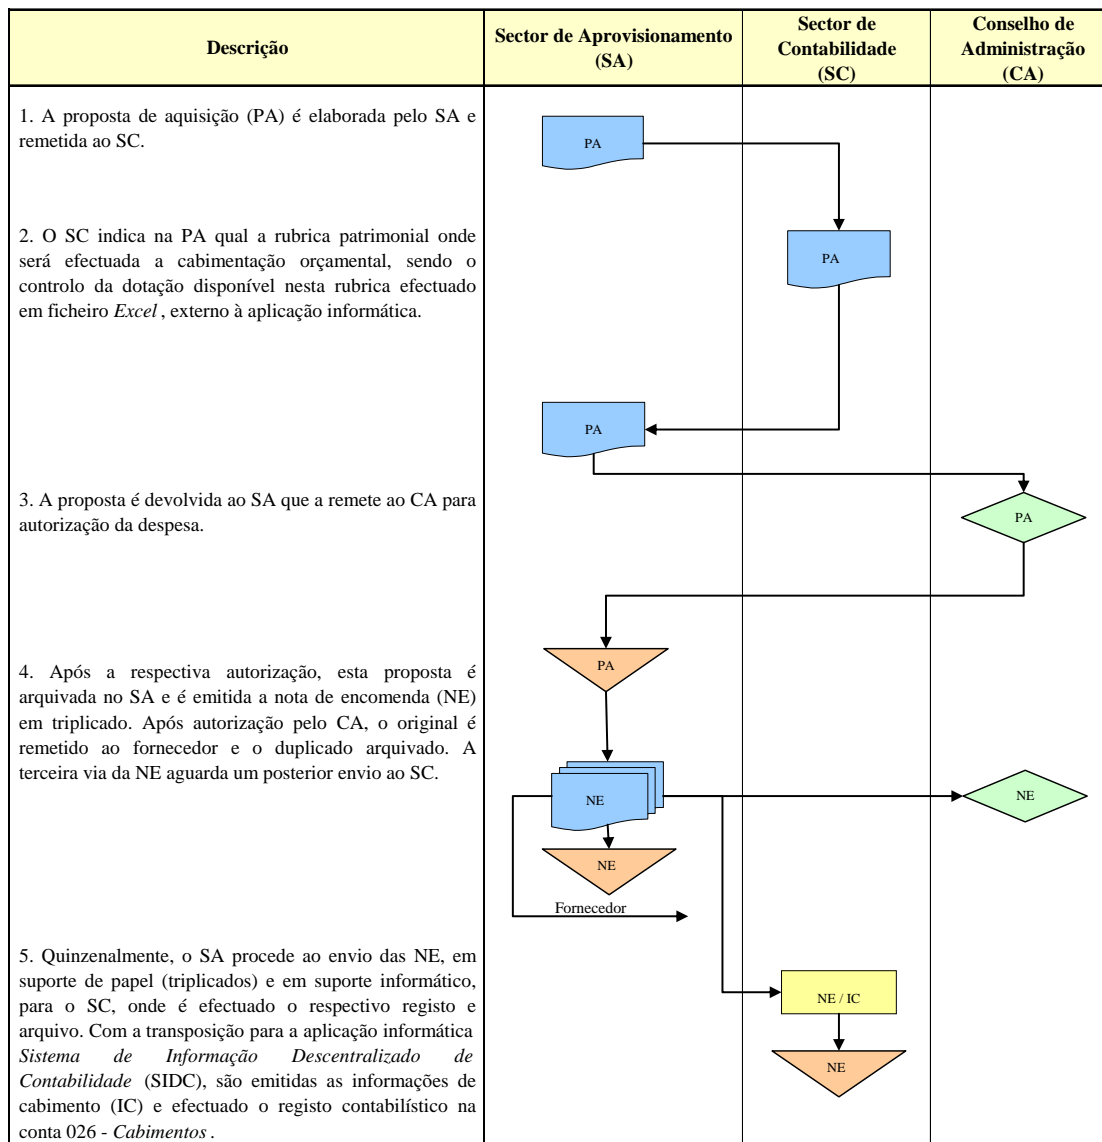 Descrição
Sector de Aprovisionamento
(SA)
Sector de
Contabilidade
(SC)
Conselho de
Administração
(CA)
1. A proposta de aquisição (PA) é elaborada pelo SA e
remetida ao SC.
PA
2. O SC indica na PA qual a rubrica patrimonial onde
será efectuada a cabimentação orçamental, sendo o
controlo da dotação disponível nesta rubrica efectuado
em ficheiro Excel , externo à aplicação informática.
PA
PA
3. A proposta é devolvida ao SA que a remete ao CA para
autorização da despesa.
PA
4. Após a respectiva autorização, esta proposta é
arquivada no SA e é emitida a nota de encomenda (NE)
em triplicado. Após autorização pelo CA, o original é
remetido ao fornecedor e o duplicado arquivado. A
terceira via da NE aguarda um posterior envio ao SC.
PA
NE
NE
NE
Fornecedor
5. Quinzenalmente, o SA procede ao envio das NE, em
suporte de papel (triplicados) e em suporte informático,
para o SC, onde é efectuado o respectivo registo e
arquivo. Com a transposição para a aplicação informática
Sistema de Informação Descentralizado de
Contabilidade (SIDC), são emitidas as informações de
cabimento (IC) e efectuado o registo contabilístico na
conta 026 - Cabimentos .
NE / IC
NE